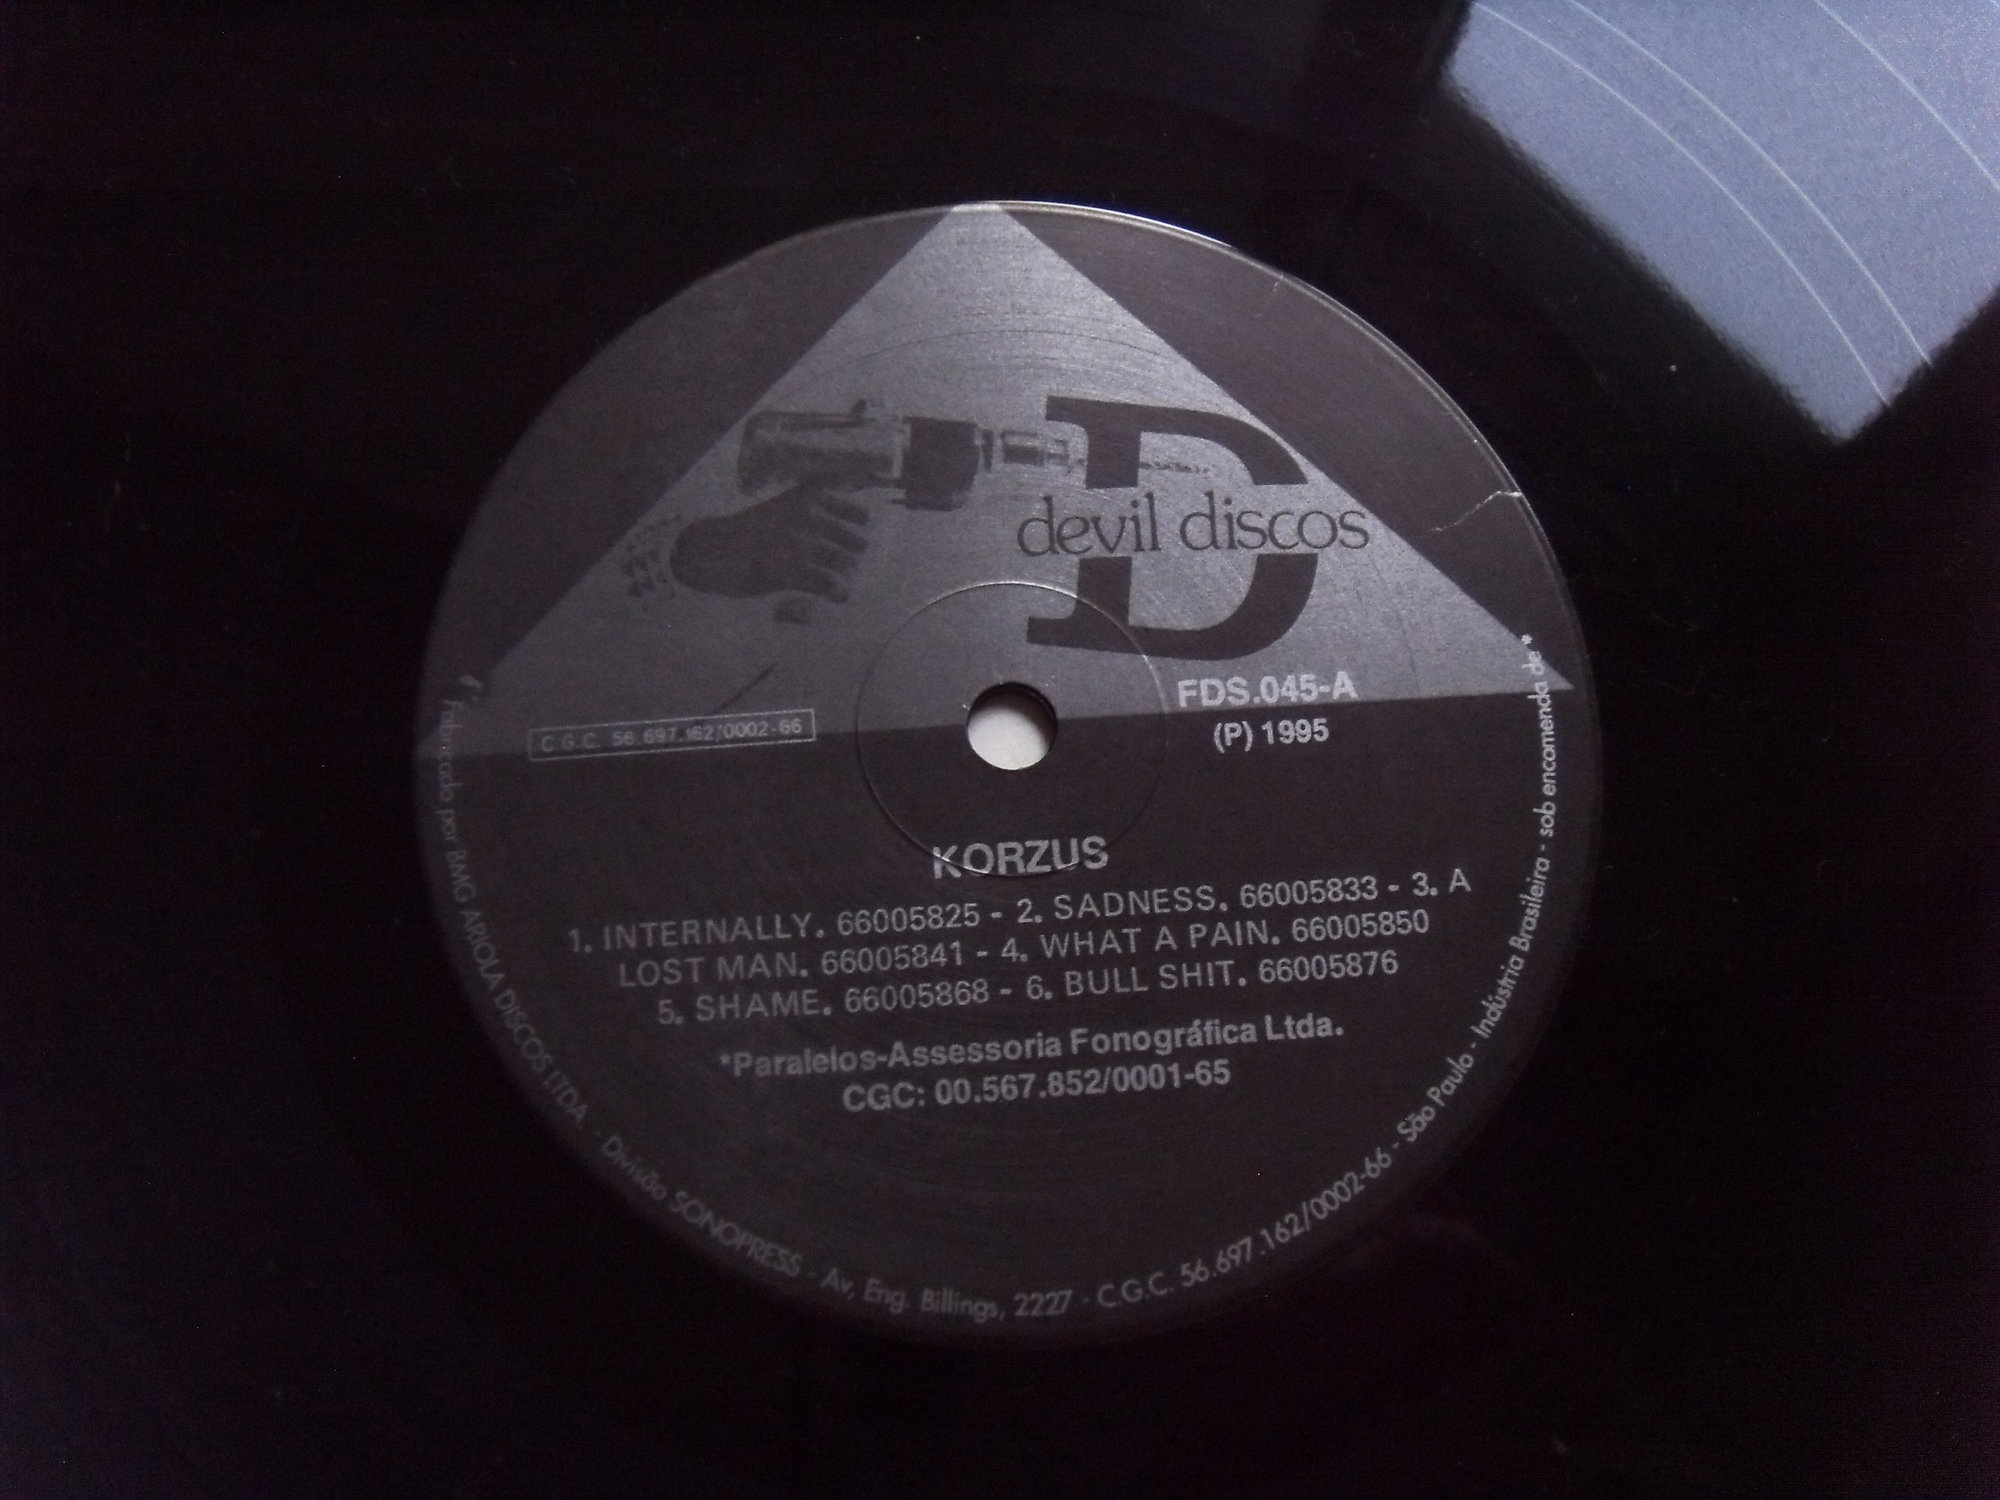 D
devil discos
FDS.045-A
C.G.C. 56.697.162/0002-66
(P) 1995
KORZUS
1. INTERNALLY. 66005825 - 2. SADNESS. 66005833 - 3. A
LOST MAN. 66005841 - 4. WHAT A PAIN. 66005850
5. SHAME. 66005868 - 6. BULL SHIT. 66005876
*Paralelos-Assessoria Fonográfica Ltda.
CGC: 00.567.852/0001-65
Fabricado por BMG ARIOLA DISCOS LTDA. - Divisão SONOPRESS - Av, Eng. Billings, 2227 - C.G.C. 56.697.162/0002-66 - São Paulo - Indústria Brasileira - sob encomenda de *